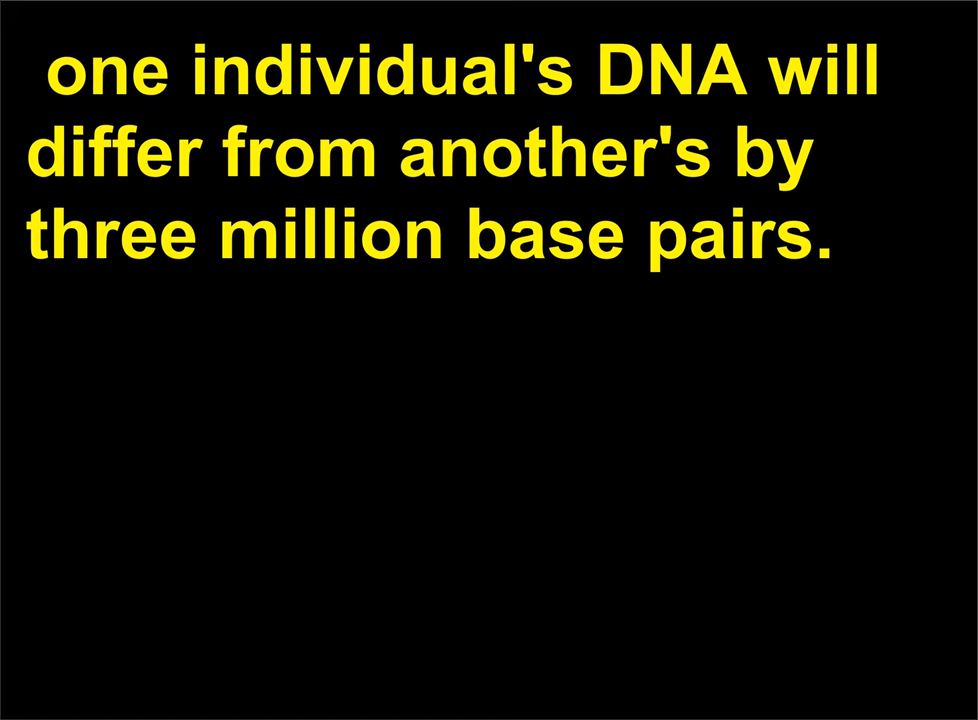 one individual's DNA will
differ from another's by
three million base pairs.